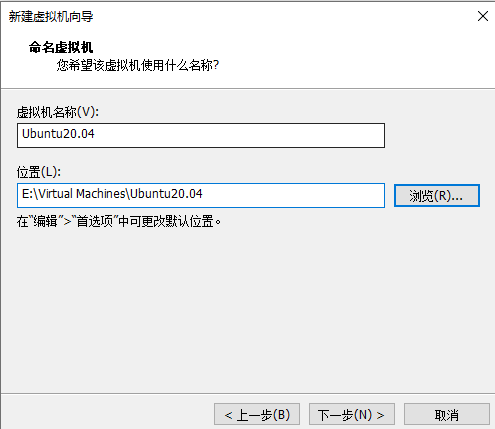 新建虚拟机向导
命名虚拟机
您希望该虚拟机使用什么名称?
虚拟机名称(V):
Ubuntu20.04
位置(L):
E:\Virtual Machines\Ubuntu20.04
浏览(R)...
在"编辑">"首选项"中可更改默认位置。
< 上一步(B)
下一步(N) >
取消